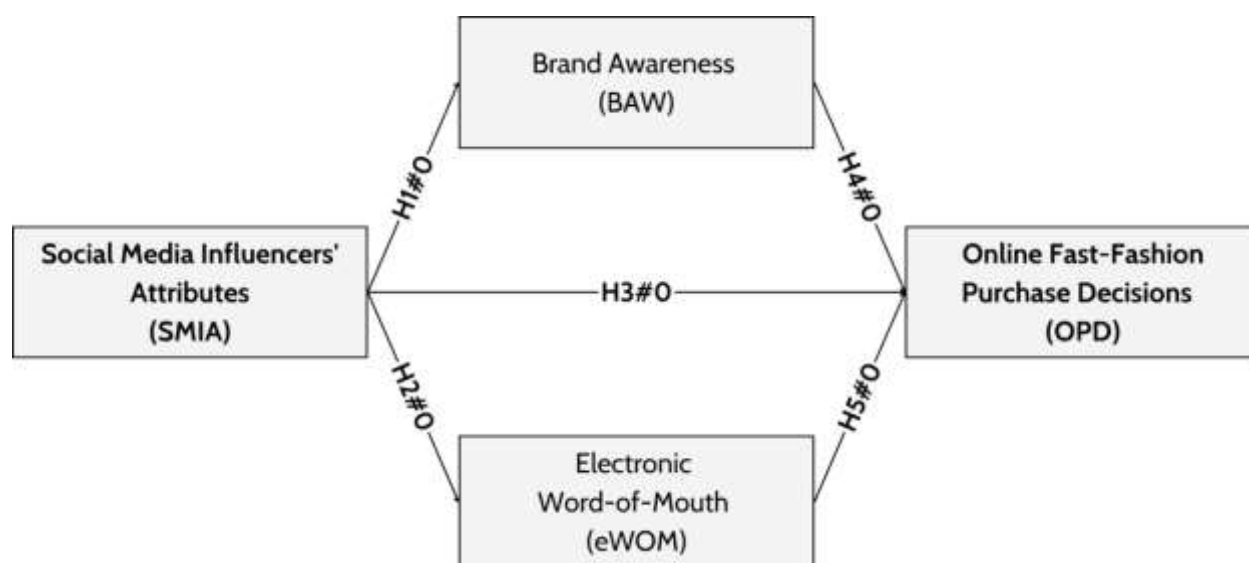 Brand Awareness
(BAW)
H1#0
H4#0
Social Media Influencers'
Attributes
(SMIA)
H3#0
Online Fast-Fashion
Purchase Decisions
(OPD)
H2#0
H5#0
Electronic
Word-of-Mouth
(eWOM)